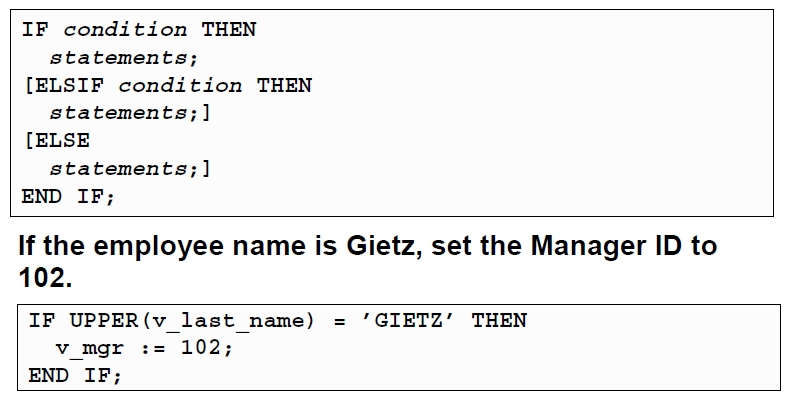 IF condition THEN
statements;
[ELSIF condition THEN
statements;]
[ELSE
statements;]
END IF;
If the employee name is Gietz, set the Manager ID to
102.
IF UPPER(v_last_name) = ’GIETZ’ THEN
v_mgr := 102;
END IF;